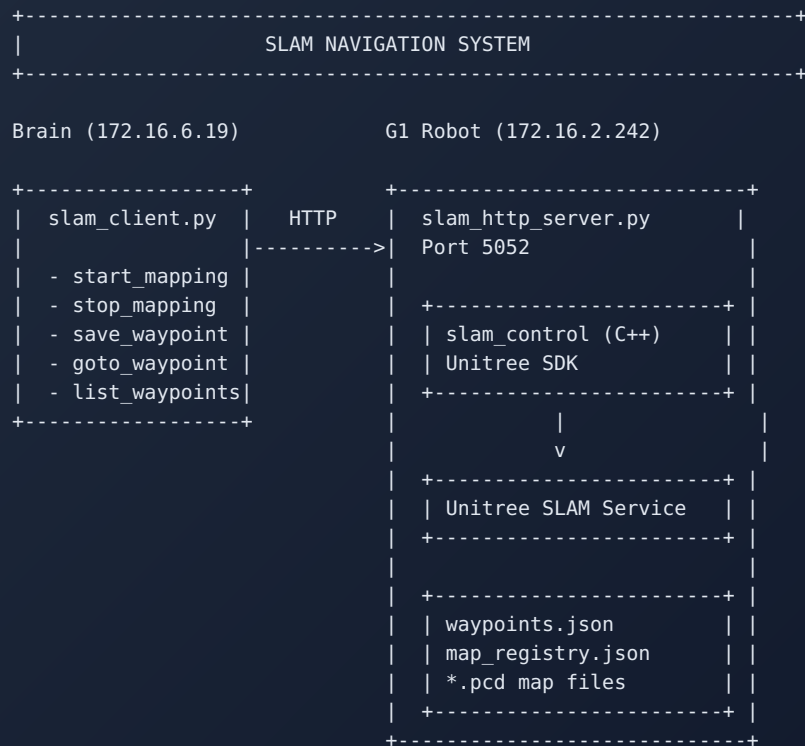 +----------------------------------------------------------------+
|                    SLAM NAVIGATION SYSTEM
+----------------------------------------------------------------+

Brain (172.16.6.19)            G1 Robot (172.16.2.242)

+------------------+           +-----------------------------+
|  slam_client.py  |   HTTP    |  slam_http_server.py       |
|                  |---------->|  Port 5052                  |
|  - start_mapping |           |                             |
|  - stop_mapping  |           |  +------------------------+ |
|  - save_waypoint |           |  | slam_control (C++)     | |
|  - goto_waypoint |           |  | Unitree SDK            | |
|  - list_waypoints|           |  +------------------------+ |
+------------------+           |             |                |
                               |             v                |
                               |  +------------------------+ |
                               |  | Unitree SLAM Service   | |
                               |  +------------------------+ |
                               |                             |
                               |  +------------------------+ |
                               |  | waypoints.json         | |
                               |  | map_registry.json      | |
                               |  | *.pcd map files        | |
                               |  +------------------------+ |
                               +-----------------------------+